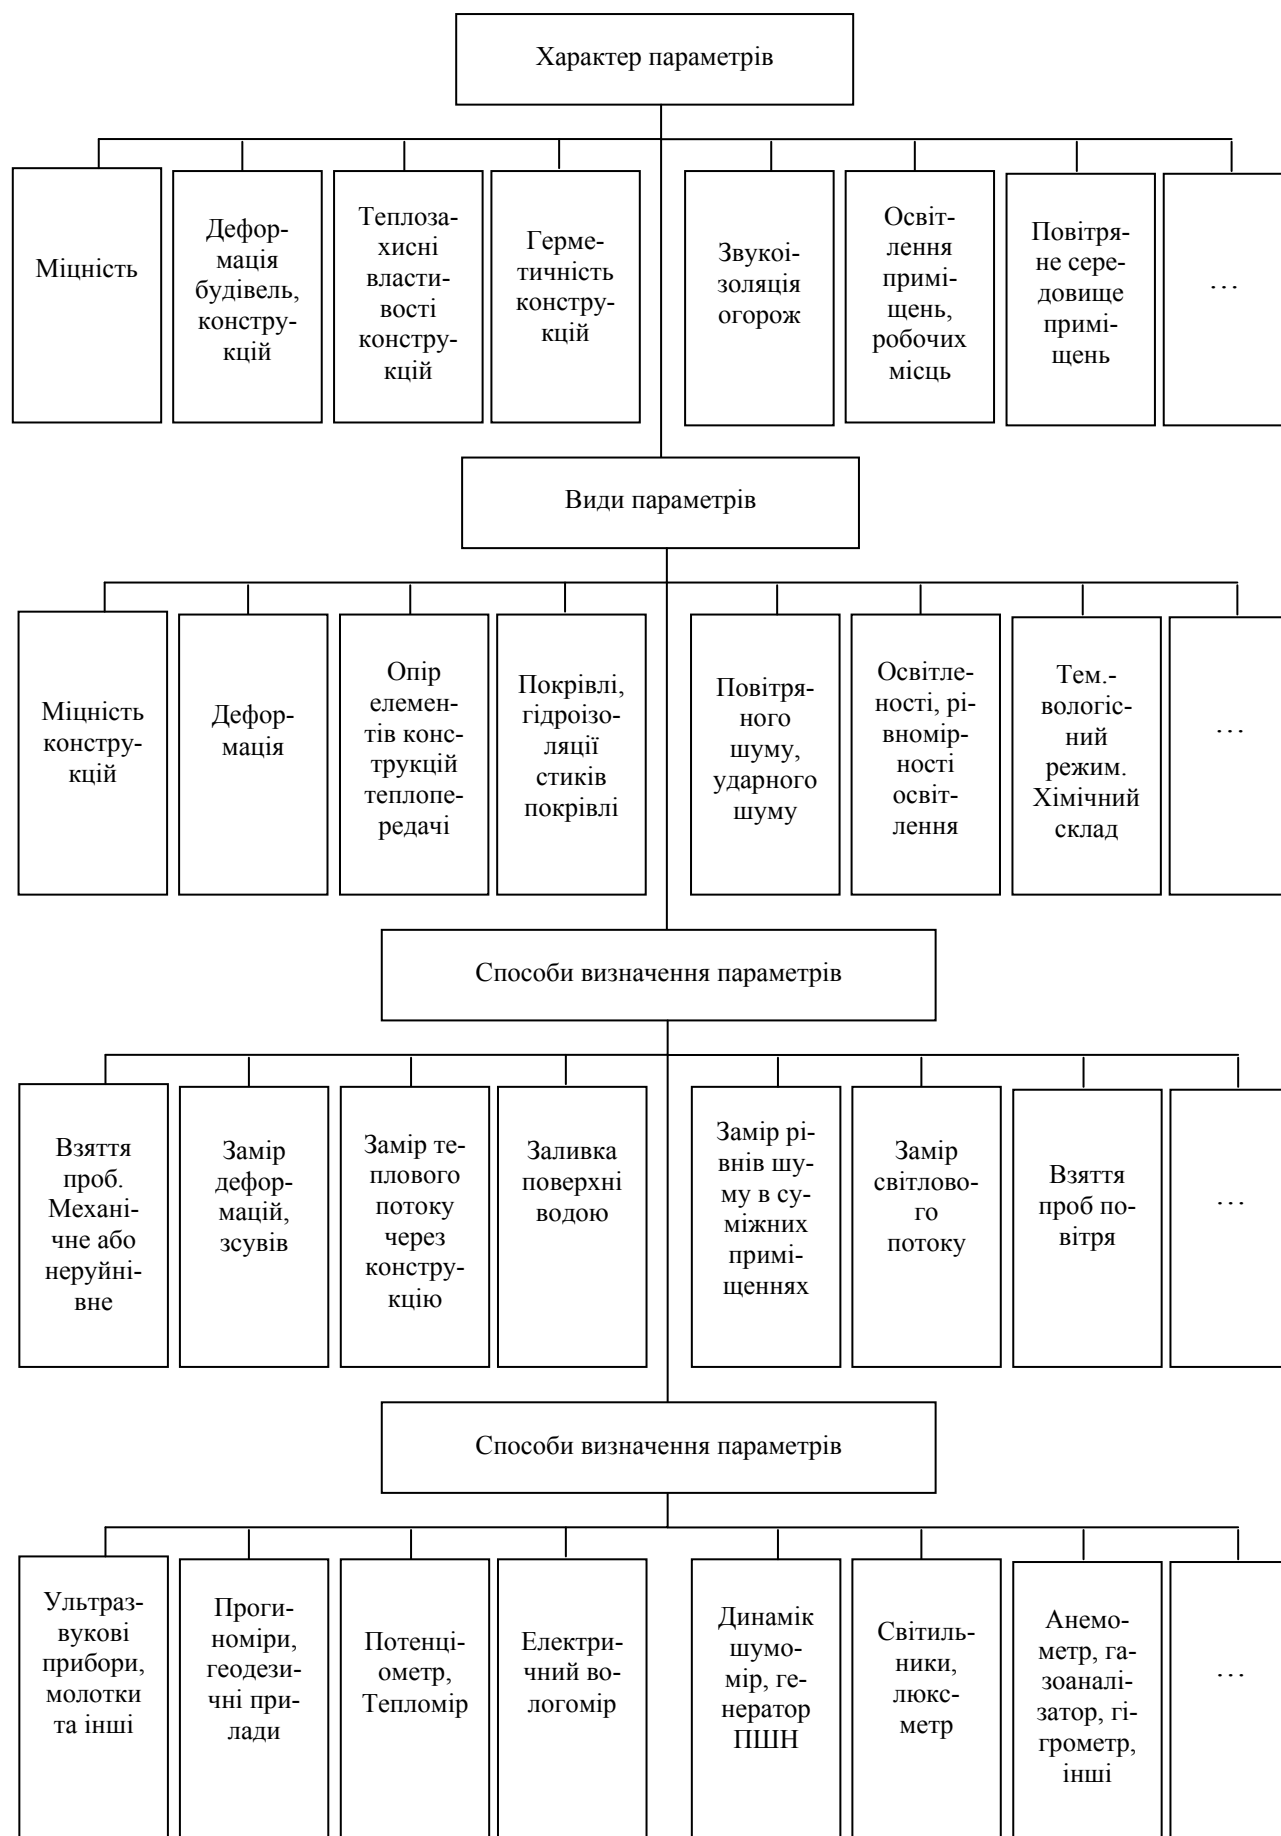 Характер параметрів
Міцність
Дефор-
мація
будівель,
констру-
кцій
Теплоза-
хисні
власти-
вості
констру-
кцій
Герме-
тичність
констру-
кцій
Звукоі-
золяція
огорож
Освіт-
лення
примі-
щень,
робочих
місць
Повітря-
не сере-
довище
примі-
щень
…
Види параметрів
Міцність
констру-
кцій
Дефор-
мація
Опір
елемен-
тів конс-
трукцій
теплопе-
редачі
Покрівлі,
гідроізо-
ляції
стиків
покрівлі
Повітря-
ного
шуму,
ударного
шуму
Освітле-
ності, рі-
вномір-
ності
освіт-
лення
Тем.-
вологіс-
ний
режим.
Хімічний
склад
…
Способи визначення параметрів
Взяття
проб.
Механі-
чне або
неруйні-
вне
Замір
дефор-
мацій,
зсувів
Замір те-
плового
потоку
через
констру-
кцію
Заливка
поверхні
водою
Замір рі-
внів шу-
му в су-
міжних
примі-
щеннях
Замір
світлово-
го
потоку
Взяття
проб по-
вітря
…
Способи визначення параметрів
Ультраз-
вукові
прибори,
молотки
та інші
Проги-
номіри,
геодези-
чні при-
лади
Потенці-
ометр,
Тепломір
Електри-
чний во-
логомір
Динамік
шумо-
мір, ге-
нератор
ПШН
Світиль-
ники,
люкс-
метр
Анемо-
метр, га-
зоаналі-
затор, гі-
грометр,
інші
…